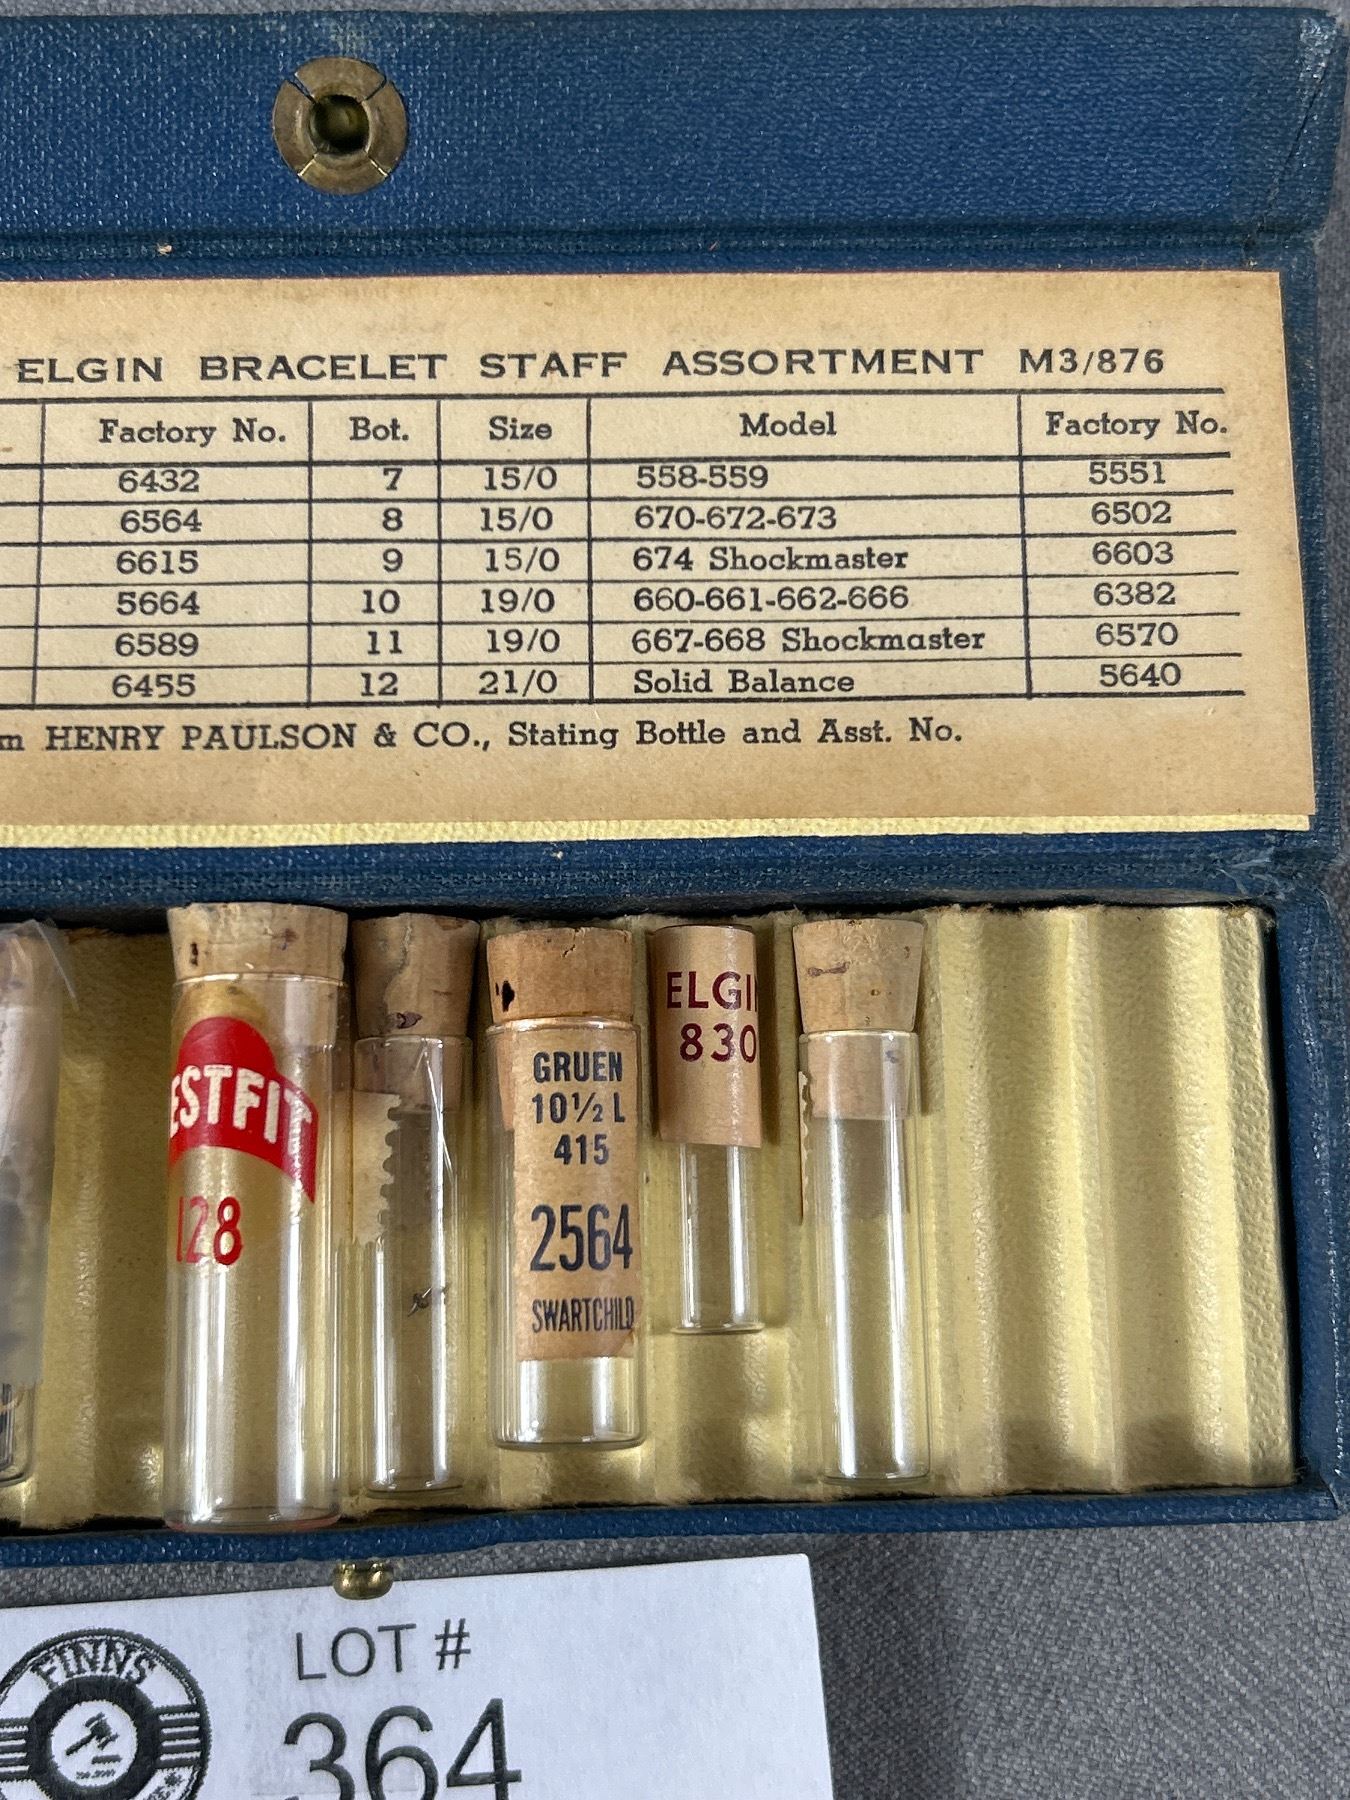 ELGIN BRACELET STAFF ASSORTMENT M3/876
Factory No. Bot. Size Model Factory No.
6432 7 15/0 558-559 5551
6564 8 15/0 670-672-673 6502
6615 9 15/0 674 Shockmaster 6603
5664 10 19/0 660-661-662-666 6382
6589 11 19/0 667-668 Shockmaster 6570
6455 12 21/0 Solid Balance 5640
m HENRY PAULSON & CO., Stating Bottle and Asst. No.
ESTFIT
128
GRUEN
10½ L
415
2564
SWARTCHILD
ELGI
830
FINNS
LOT #
364